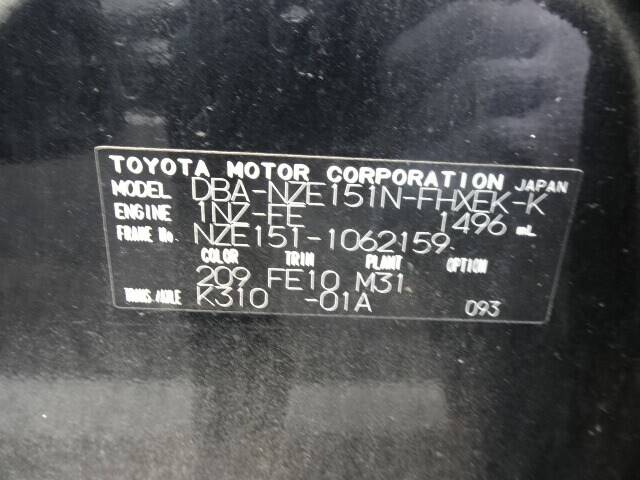 TOYOTA MOTOR CORPORATION JAPAN
MODEL DBA-NZE151N-FHXEK-K
ENGINE 1NZ-FE 1496 mL
FRAME No NZE151-1062159
COLOR TRIM PLANT OPTION
209 FE10 M31
TRANS./AXLE K310 -01A 093